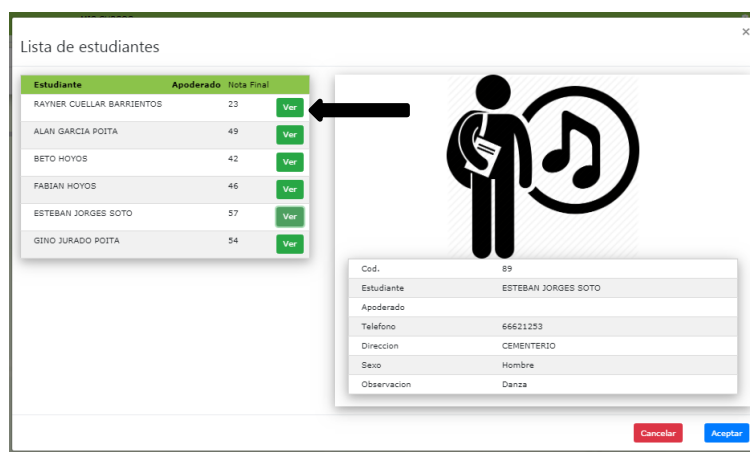 ×
Lista de estudiantes
Estudiante Apoderado Nota Final
RAYNER CUELLAR BARRIENTOS 23 Ver
ALAN GARCIA POITA 49 Ver
BETO HOYOS 42 Ver
FABIAN HOYOS 46 Ver
ESTEBAN JORGES SOTO 57 Ver
GINO JURADO POITA 54 Ver
Cod. 89
Estudiante ESTEBAN JORGES SOTO
Apoderado
Telefono 66621253
Direccion CEMENTERIO
Sexo Hombre
Observacion Danza
Cancelar Aceptar